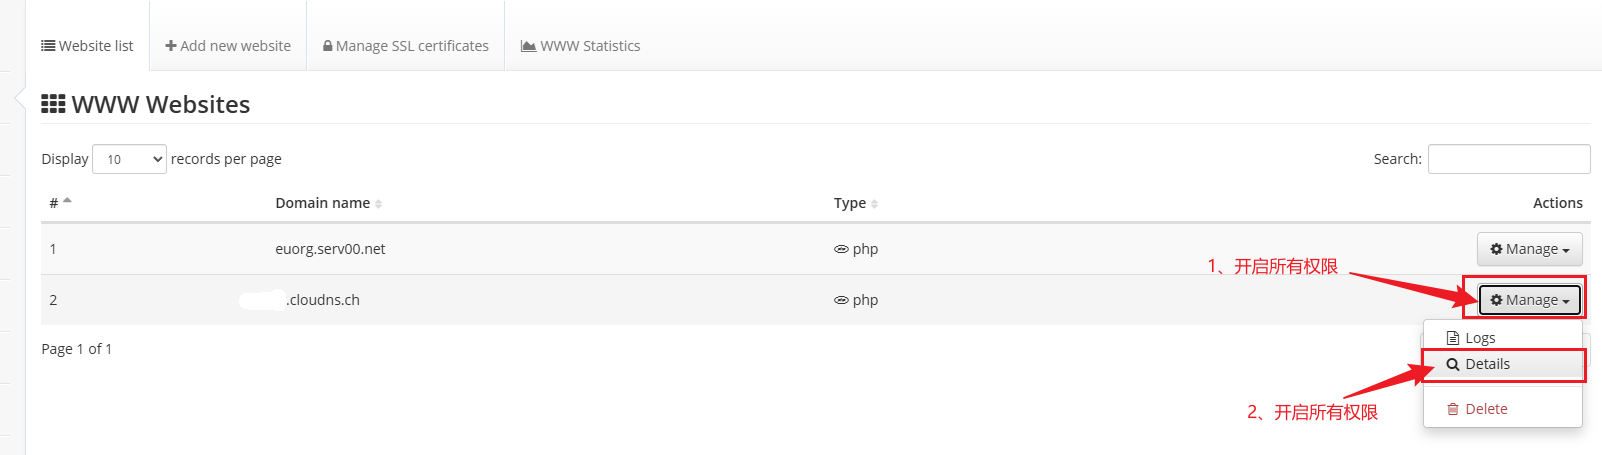 Website list Add new website Manage SSL certificates WWW Statistics
WWW Websites
Display 10 records per page Search:
# Domain name Type Actions
1 euorg.serv00.net php Manage
1、开启所有权限
2 .cloudns.ch php Manage
Page 1 of 1
Logs
Details
2、开启所有权限
Delete